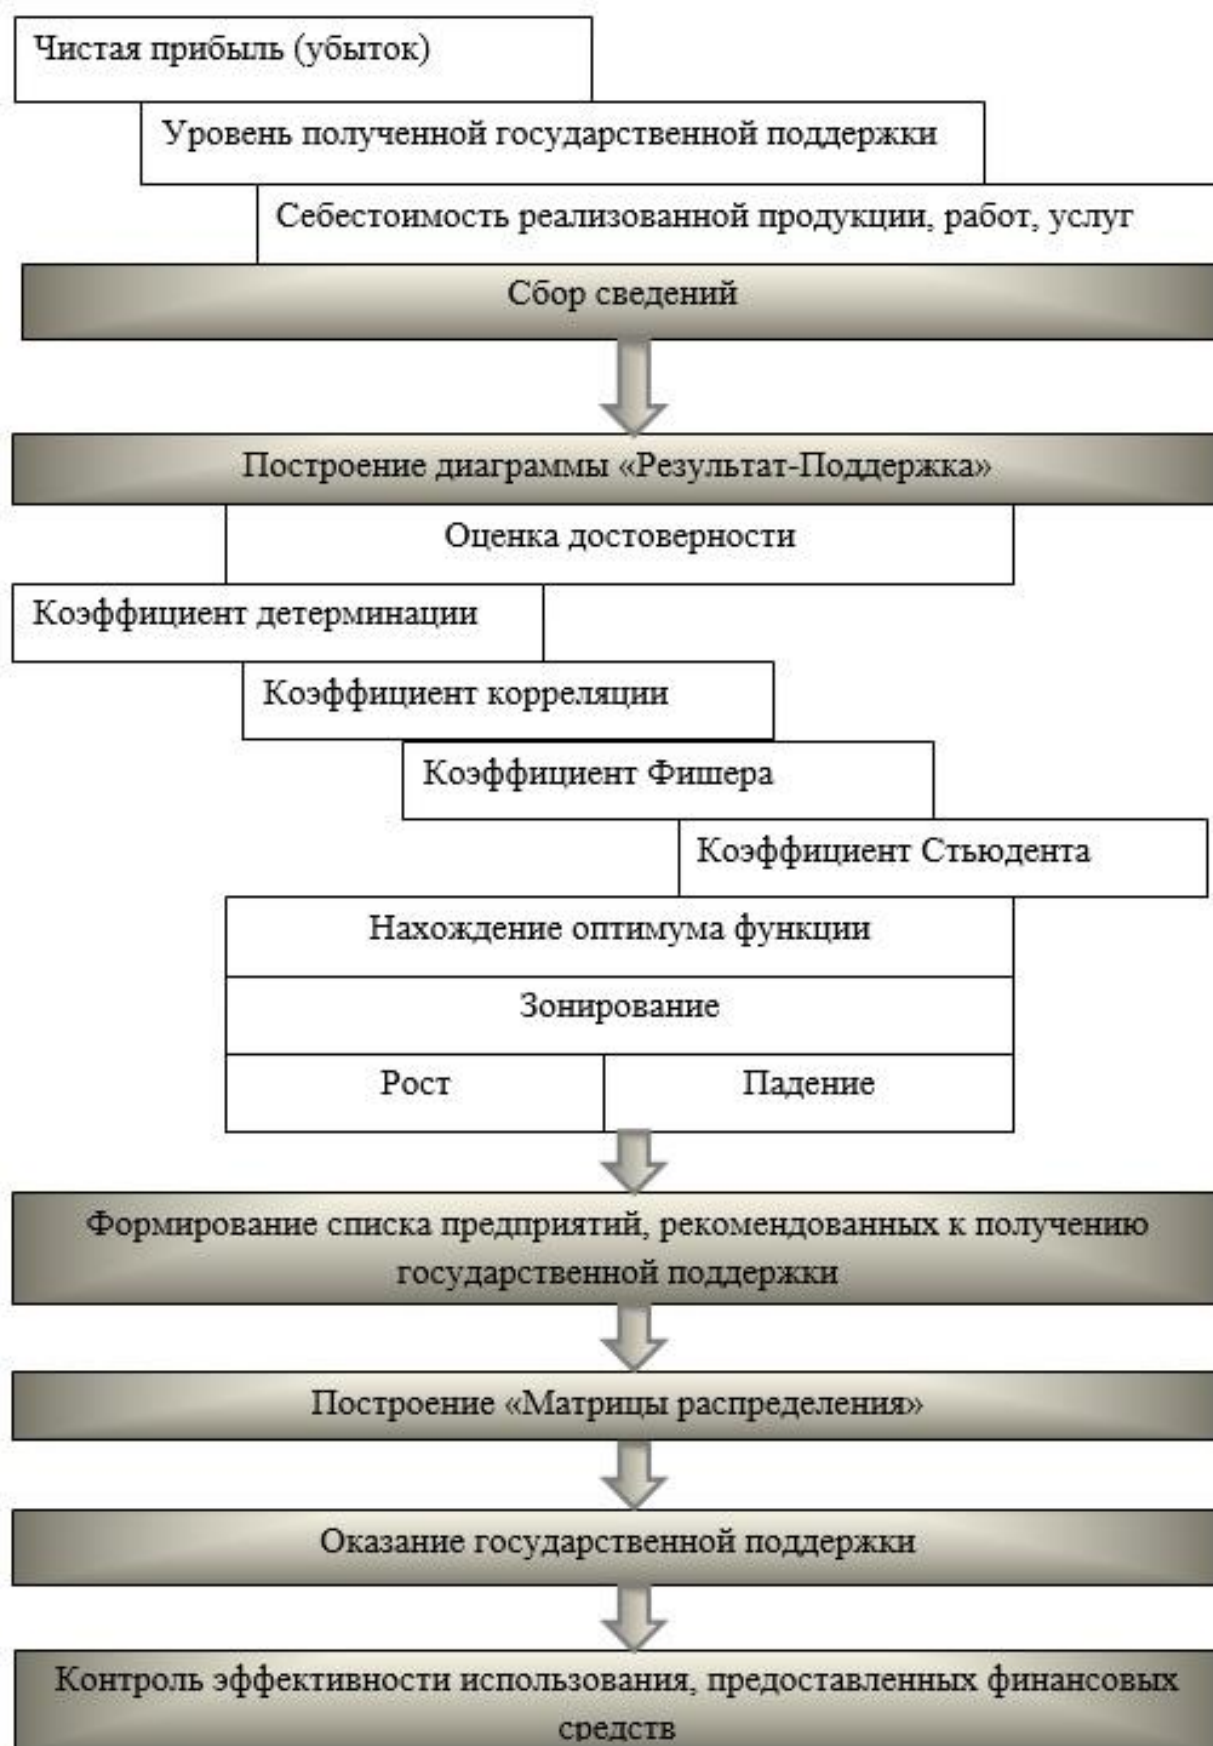 Чистая прибыль (убыток)
Уровень полученной государственной поддержки
Себестоимость реализованной продукции, работ, услуг
Сбор сведений
Построение диаграммы «Результат-Поддержка»
Оценка достоверности
Коэффициент детерминации
Коэффициент корреляции
Коэффициент Фишера
Коэффициент Стьюдента
Нахождение оптимума функции
Зонирование
Рост
Падение
Формирование списка предприятий, рекомендованных к получению
государственной поддержки
Построение «Матрицы распределения»
Оказание государственной поддержки
Контроль эффективности использования, предоставленных финансовых
средств